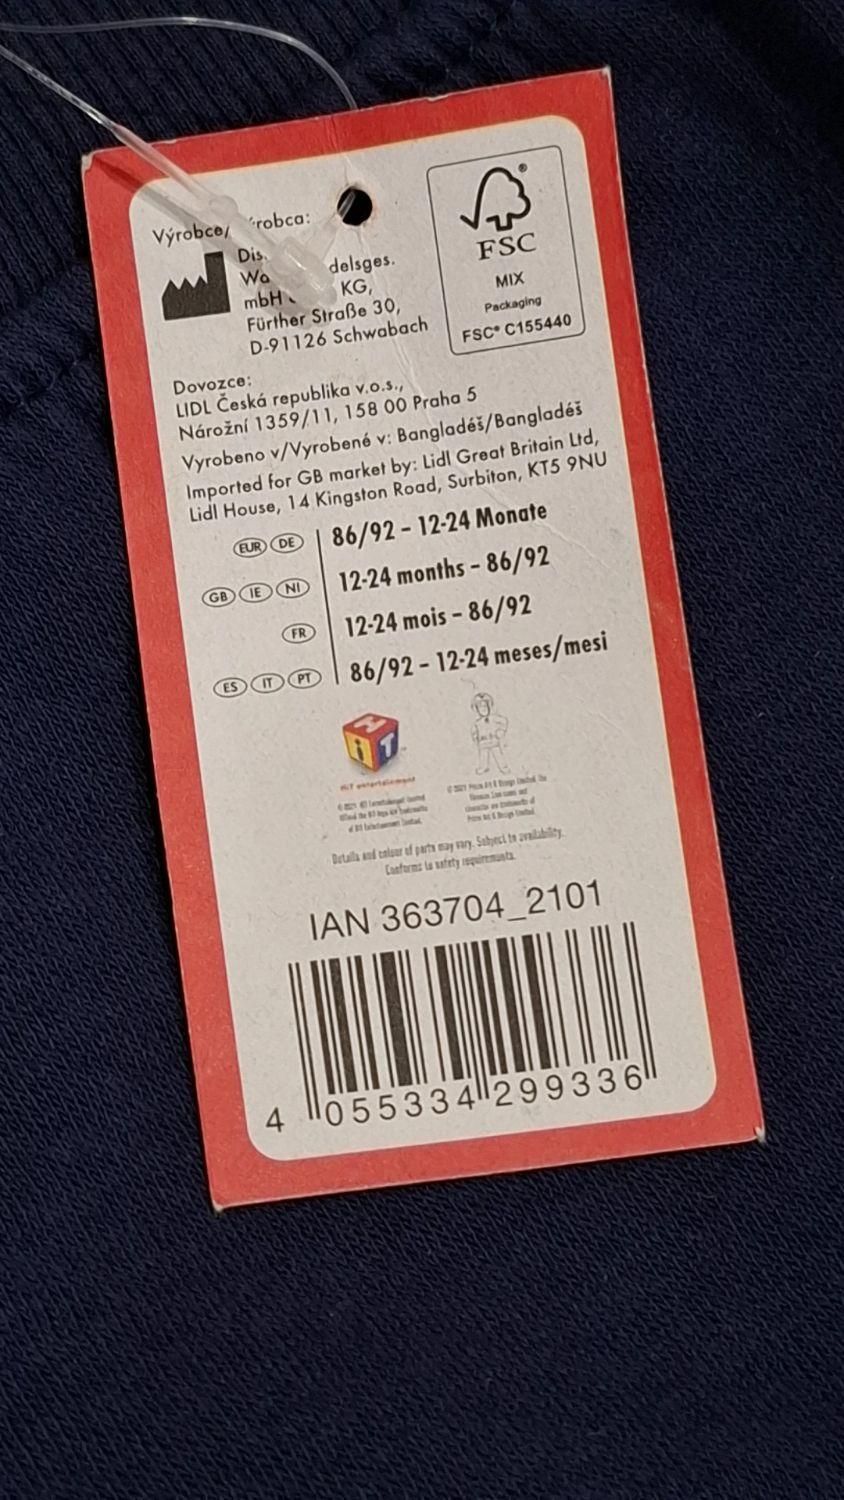 Výrobce/ robca:
Dis
Wa delsges.
mbH KG,
Fürther Straße 30,
D-91126 Schwabach
FSC®
MIX
Packaging
FSC® C155440
Dovozce:
LIDL Česká republika v.o.s.,
Nárožní 1359/11, 158 00 Praha 5
Vyrobeno v/Vyrobené v: Bangladéš/Bangladéš
Imported for GB market by: Lidl Great Britain Ltd,
Lidl House, 14 Kingston Road, Surbiton, KT5 9NU
EUR DE 86/92 – 12-24 Monate
GB IE NI 12-24 months – 86/92
FR 12-24 mois – 86/92
ES IT PT 86/92 – 12-24 meses/mesi
HiT
HiT entertainment
Details and colour of parts may vary. Subject to availability.
Conforms to safety requirements.
IAN 363704_2101
4 055334 299336